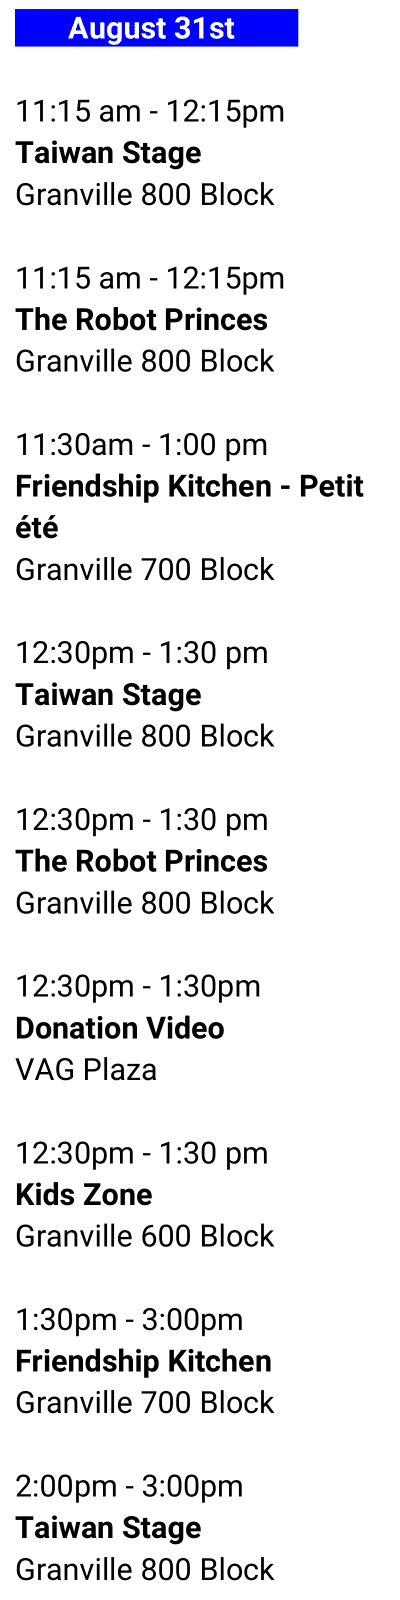 August 31st
11:15 am - 12:15pm
Taiwan Stage
Granville 800 Block
11:15 am - 12:15pm
The Robot Princes
Granville 800 Block
11:30am - 1:00 pm
Friendship Kitchen - Petit
été
Granville 700 Block
12:30pm - 1:30 pm
Taiwan Stage
Granville 800 Block
12:30pm - 1:30 pm
The Robot Princes
Granville 800 Block
12:30pm - 1:30pm
Donation Video
VAG Plaza
12:30pm - 1:30 pm
Kids Zone
Granville 600 Block
1:30pm - 3:00pm
Friendship Kitchen
Granville 700 Block
2:00pm - 3:00pm
Taiwan Stage
Granville 800 Block